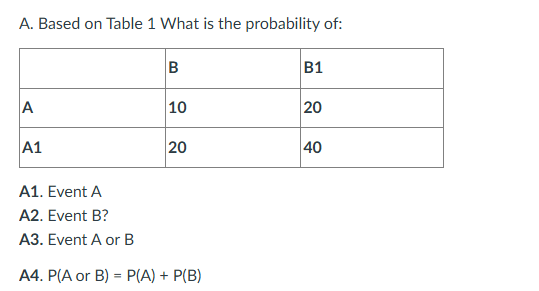 A. Based on Table 1 What is the probability of:
B B1
A 10 20
A1 20 40
A1. Event A
A2. Event B?
A3. Event A or B
A4. P(A or B) = P(A) + P(B)